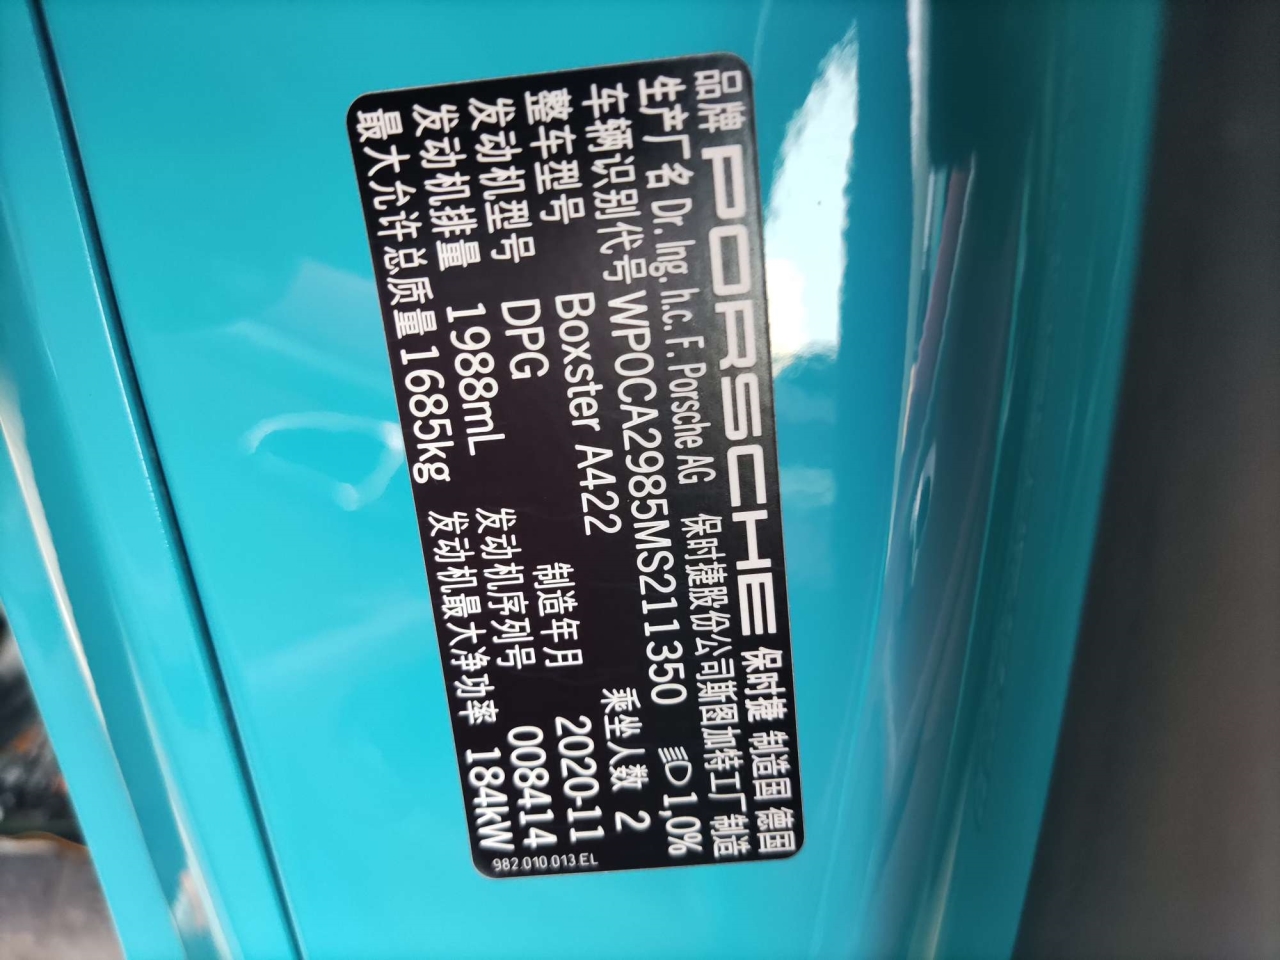 品牌 PORSCHE 保时捷 制造国 德国
生产厂名 Dr. Ing. h.c. F. Porsche AG 保时捷股份公司斯图加特工厂制造
车辆识别代号 WP0CA2985MS211350 1,0%
整车型号 Boxster A422 乘坐人数 2
发动机型号 DPG 制造年月 2020-11
发动机排量 1988mL 发动机序列号 008414
最大允许总质量 1685kg 发动机最大净功率 184kW
982.010.013.EL